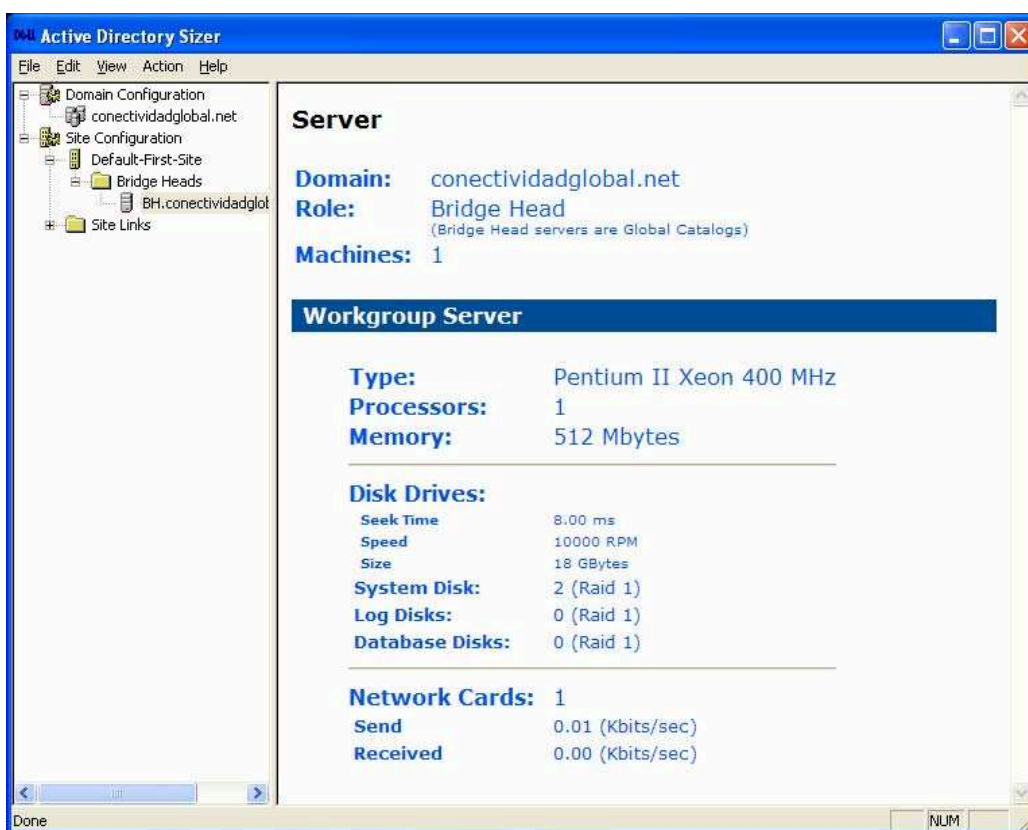 DELL Active Directory Sizer
File Edit View Action Help
Domain Configuration
conectividadglobal.net
Site Configuration
Default-First-Site
Bridge Heads
BH.conectividadglob
Site Links
Server
Domain: conectividadglobal.net
Role: Bridge Head
(Bridge Head servers are Global Catalogs)
Machines: 1
Workgroup Server
Type: Pentium II Xeon 400 MHz
Processors: 1
Memory: 512 Mbytes
Disk Drives:
Seek Time 8.00 ms
Speed 10000 RPM
Size 18 GBytes
System Disk: 2 (Raid 1)
Log Disks: 0 (Raid 1)
Database Disks: 0 (Raid 1)
Network Cards: 1
Send 0.01 (Kbits/sec)
Received 0.00 (Kbits/sec)
Done NUM